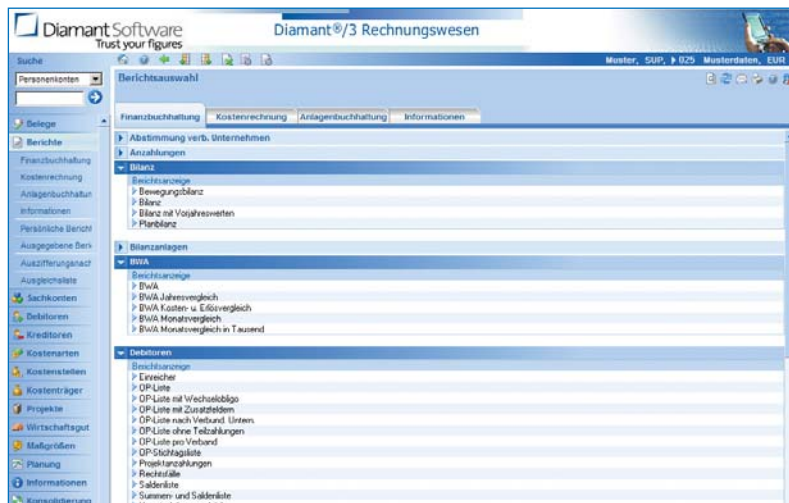 Diamant Software
Trust your figures
Diamant®/3 Rechnungswesen
Suche
Muster, SUP, 025 Musterdaten, EUR
Personenkonten
Berichtsauswahl
Finanzbuchhaltung Kostenrechnung Anlagenbuchhaltung Informationen
Belege
Berichte
Finanzbuchhaltung
Kostenrechnung
Anlagenbuchhaltun
Informationen
Persönliche Bericht
Ausgegebene Beri
Auszifferungsnach
Ausgleichsliste
Sachkonten
Debitoren
Kreditoren
Kostenarten
Kostenstellen
Kostenträger
Projekte
Wirtschaftsgut
Maßgrößen
Planung
Informationen
Konsolidierung
Abstimmung verb. Unternehmen
Anzahlungen
Bilanz
Berichtsanzeige
Bewegungsbilanz
Bilanz
Bilanz mit Vorjahreswerten
Planbilanz
Bilanzanlagen
BWA
Berichtsanzeige
BWA
BWA Jahresvergleich
BWA Kosten- u. Erlösvergleich
BWA Monatsvergleich
BWA Monatsvergleich in Tausend
Debitoren
Berichtsanzeige
Einreicher
OP-Liste
OP-Liste mit Wechselobligo
OP-Liste mit Zusatzfeldern
OP-Liste nach Verbund. Untern.
OP-Liste ohne Teilzahlungen
OP-Liste pro Verband
OP-Stichtagsliste
Projektanzahlungen
Rechtsfälle
Saldenliste
Summen- und Saldenliste